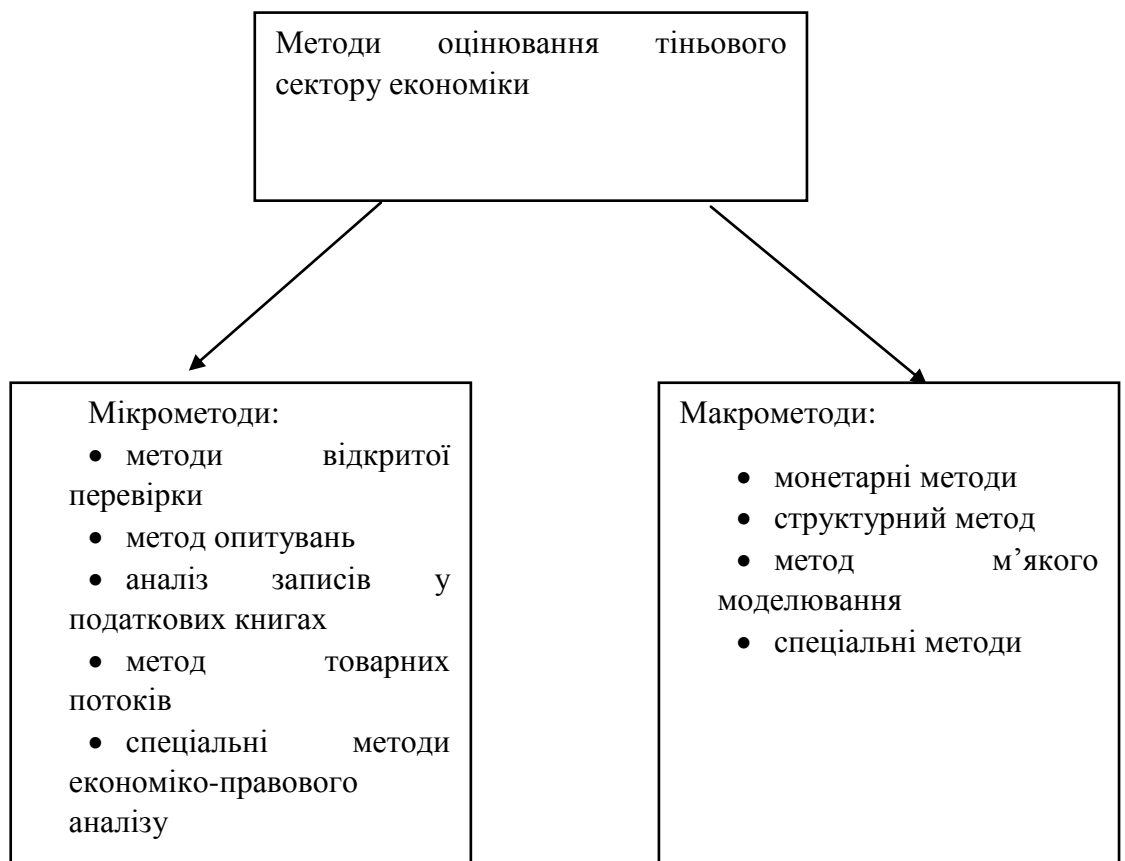 Методи оцінювання тіньового
сектору економіки
Мікрометоди:
• методи відкритої
перевірки
• метод опитувань
• аналіз записів у
податкових книгах
• метод товарних
потоків
• спеціальні методи
економіко-правового
аналізу
Макрометоди:
• монетарні методи
• структурний метод
• метод м’якого
моделювання
• спеціальні методи